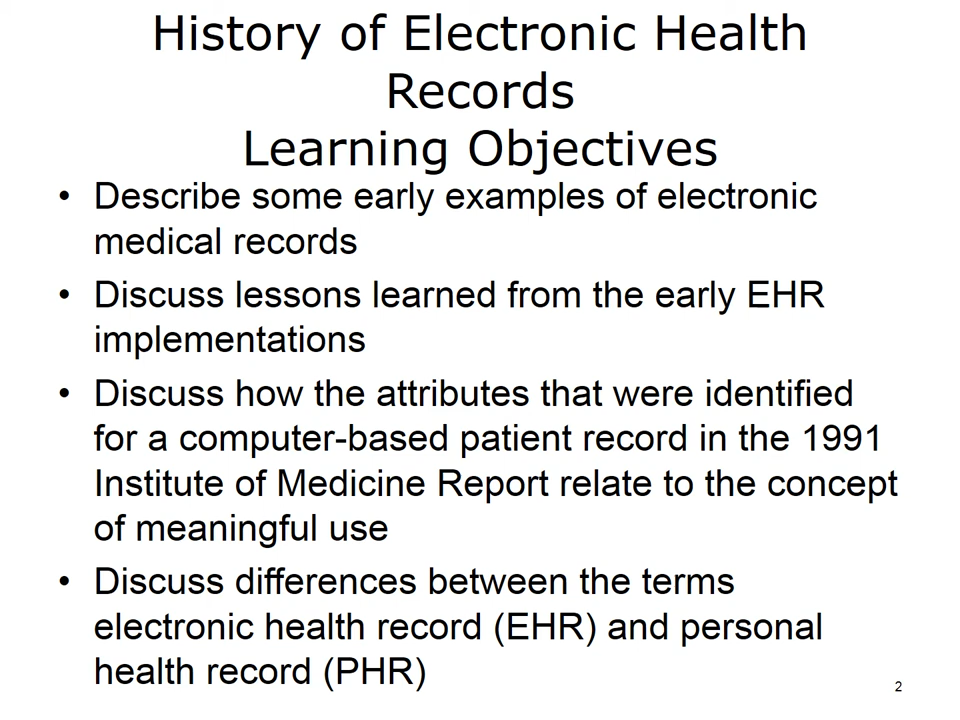 History of Electronic Health
Records
Learning Objectives
• Describe some early examples of electronic
medical records
• Discuss lessons learned from the early EHR
implementations
• Discuss how the attributes that were identified
for a computer-based patient record in the 1991
Institute of Medicine Report relate to the concept
of meaningful use
• Discuss differences between the terms
electronic health record (EHR) and personal
health record (PHR)
2